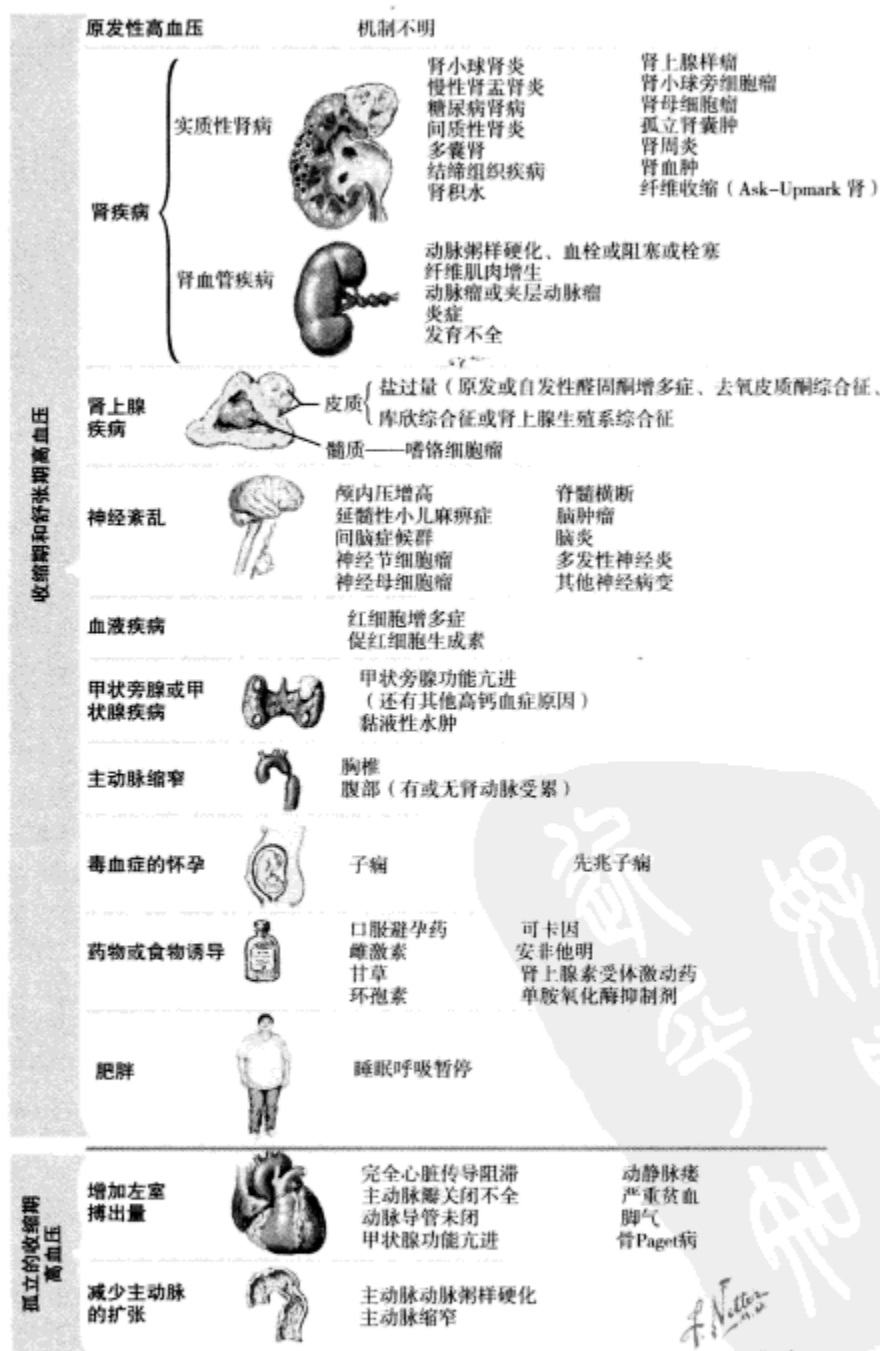 原发性高血压 机制不明
肾疾病
实质性肾病
肾小球肾炎 肾上腺样瘤
慢性肾盂肾炎 肾小球旁细胞瘤
糖尿病肾病 肾母细胞瘤
间质性肾炎 孤立肾囊肿
多囊肾 肾周炎
结缔组织疾病 肾血肿
肾积水 纤维收缩（Ask-Upmark 肾）
肾血管疾病
动脉粥样硬化、血栓或阻塞或栓塞
纤维肌肉增生
动脉瘤或夹层动脉瘤
炎症
发育不全
肾上腺
疾病
皮质
盐过量（原发或自发性醛固酮增多症、去氧皮质酮综合征、
库欣综合征或肾上腺生殖系综合征
髓质——嗜铬细胞瘤
收缩期和舒张期高血压
神经紊乱
颅内压增高 脊髓横断
延髓性小儿麻痹症 脑肿瘤
间脑症候群 脑炎
神经节细胞瘤 多发性神经炎
神经母细胞瘤 其他神经病变
血液疾病
红细胞增多症
促红细胞生成素
甲状旁腺或甲
状腺疾病
甲状旁腺功能亢进
（还有其他高钙血症原因）
黏液性水肿
主动脉缩窄
胸椎
腹部（有或无肾动脉受累）
毒血症的怀孕 子痫 先兆子痫
药物或食物诱导
口服避孕药 可卡因
雌激素 安非他明
甘草 肾上腺素受体激动药
环孢素 单胺氧化酶抑制剂
肥胖 睡眠呼吸暂停
孤立的收缩期
高血压
增加左室
搏出量
完全心脏传导阻滞 动静脉瘘
主动脉瓣关闭不全 严重贫血
动脉导管未闭 脚气
甲状腺功能亢进 骨Paget病
减少主动脉
的扩张
主动脉动脉粥样硬化
主动脉缩窄
F. Netter